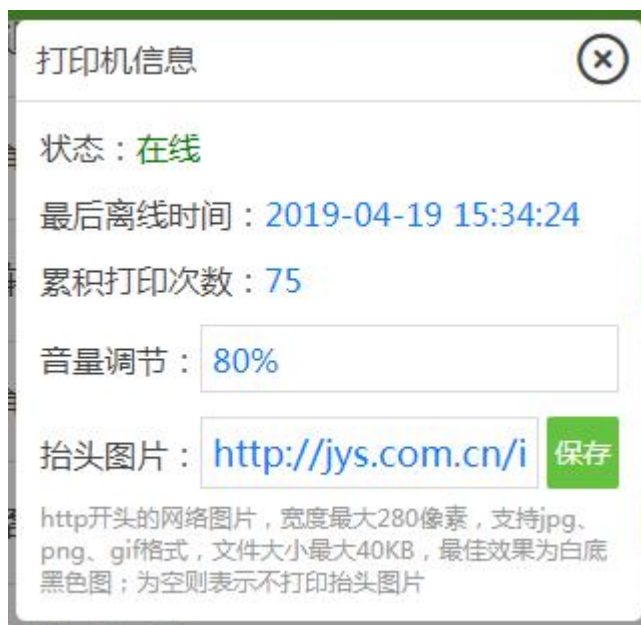 打印机信息
状态：在线
最后离线时间：2019-04-19 15:34:24
累积打印次数：75
音量调节：80%
抬头图片：http://jys.com.cn/i 保存
http开头的网络图片，宽度最大280像素，支持jpg、
png、gif格式，文件大小最大40KB，最佳效果为白底
黑色图；为空则表示不打印抬头图片